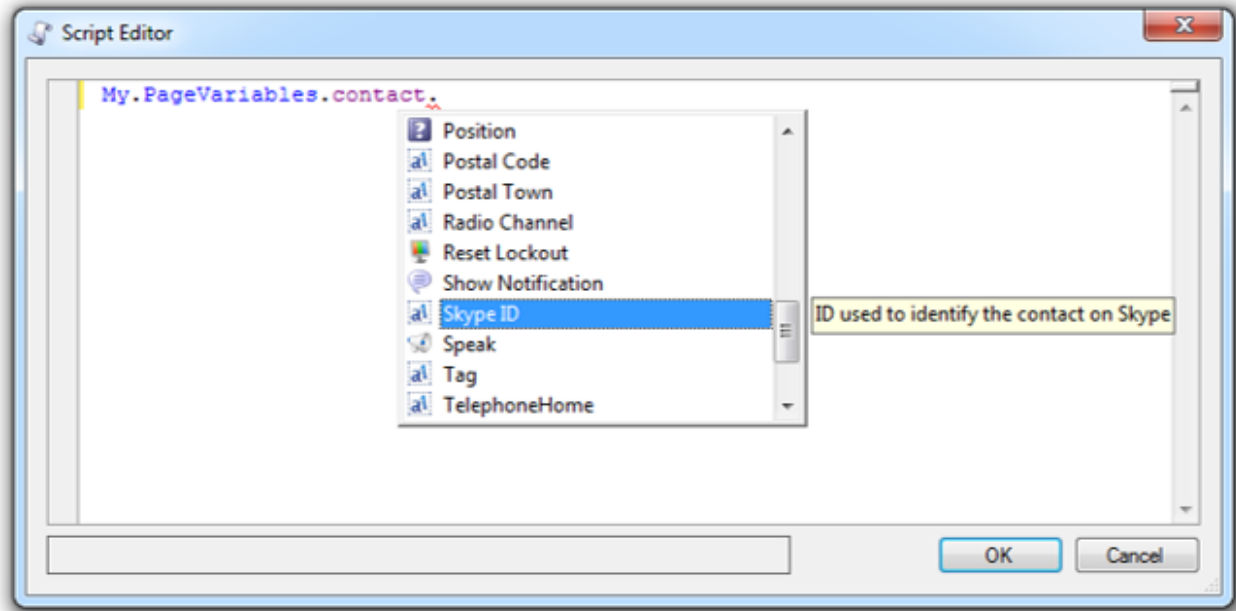 Script Editor
My.PageVariables.contact.
Position
Postal Code
Postal Town
Radio Channel
Reset Lockout
Show Notification
Skype ID
ID used to identify the contact on Skype
Speak
Tag
TelephoneHome
OK
Cancel